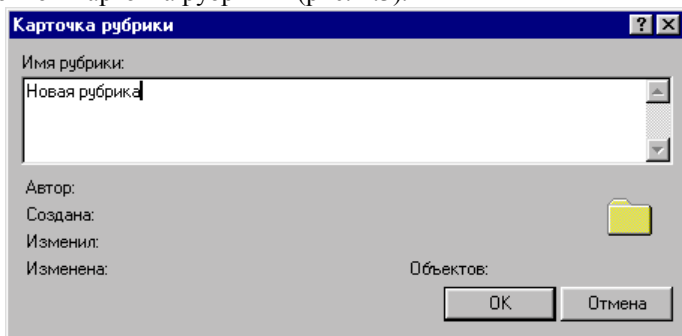 Карточка рубрики
Имя рубрики:
Новая рубрика
Автор:
Создана:
Изменил:
Изменена:
Объектов:
OK
Отмена